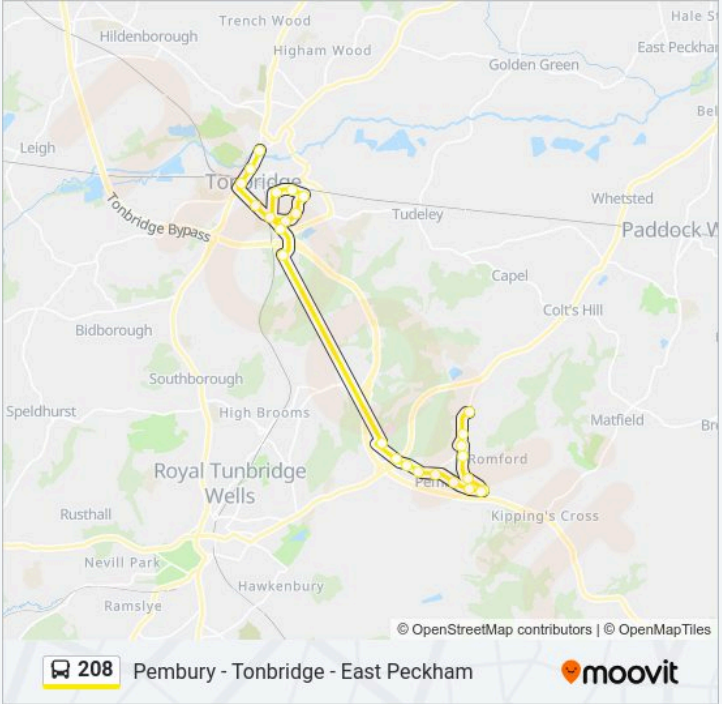 Trench Wood
Hale S
Hildenborough
Higham Wood
East Peckha
Golden Green
Bel
Leigh
Tonbridge
Whetsted
Tonbridge Bypass
Tudeley
Paddock W
Capel
Colt's Hill
Bidborough
Southborough
Speldhurst
High Brooms
Matfield
Br
Romford
Royal Tunbridge
Wells
Pem
Rusthall
Kipping's Cross
Nevill Park
Hawkenbury
Ramslye
© OpenStreetMap contributors | © OpenMapTiles
208 Pembury - Tonbridge - East Peckham
moovit